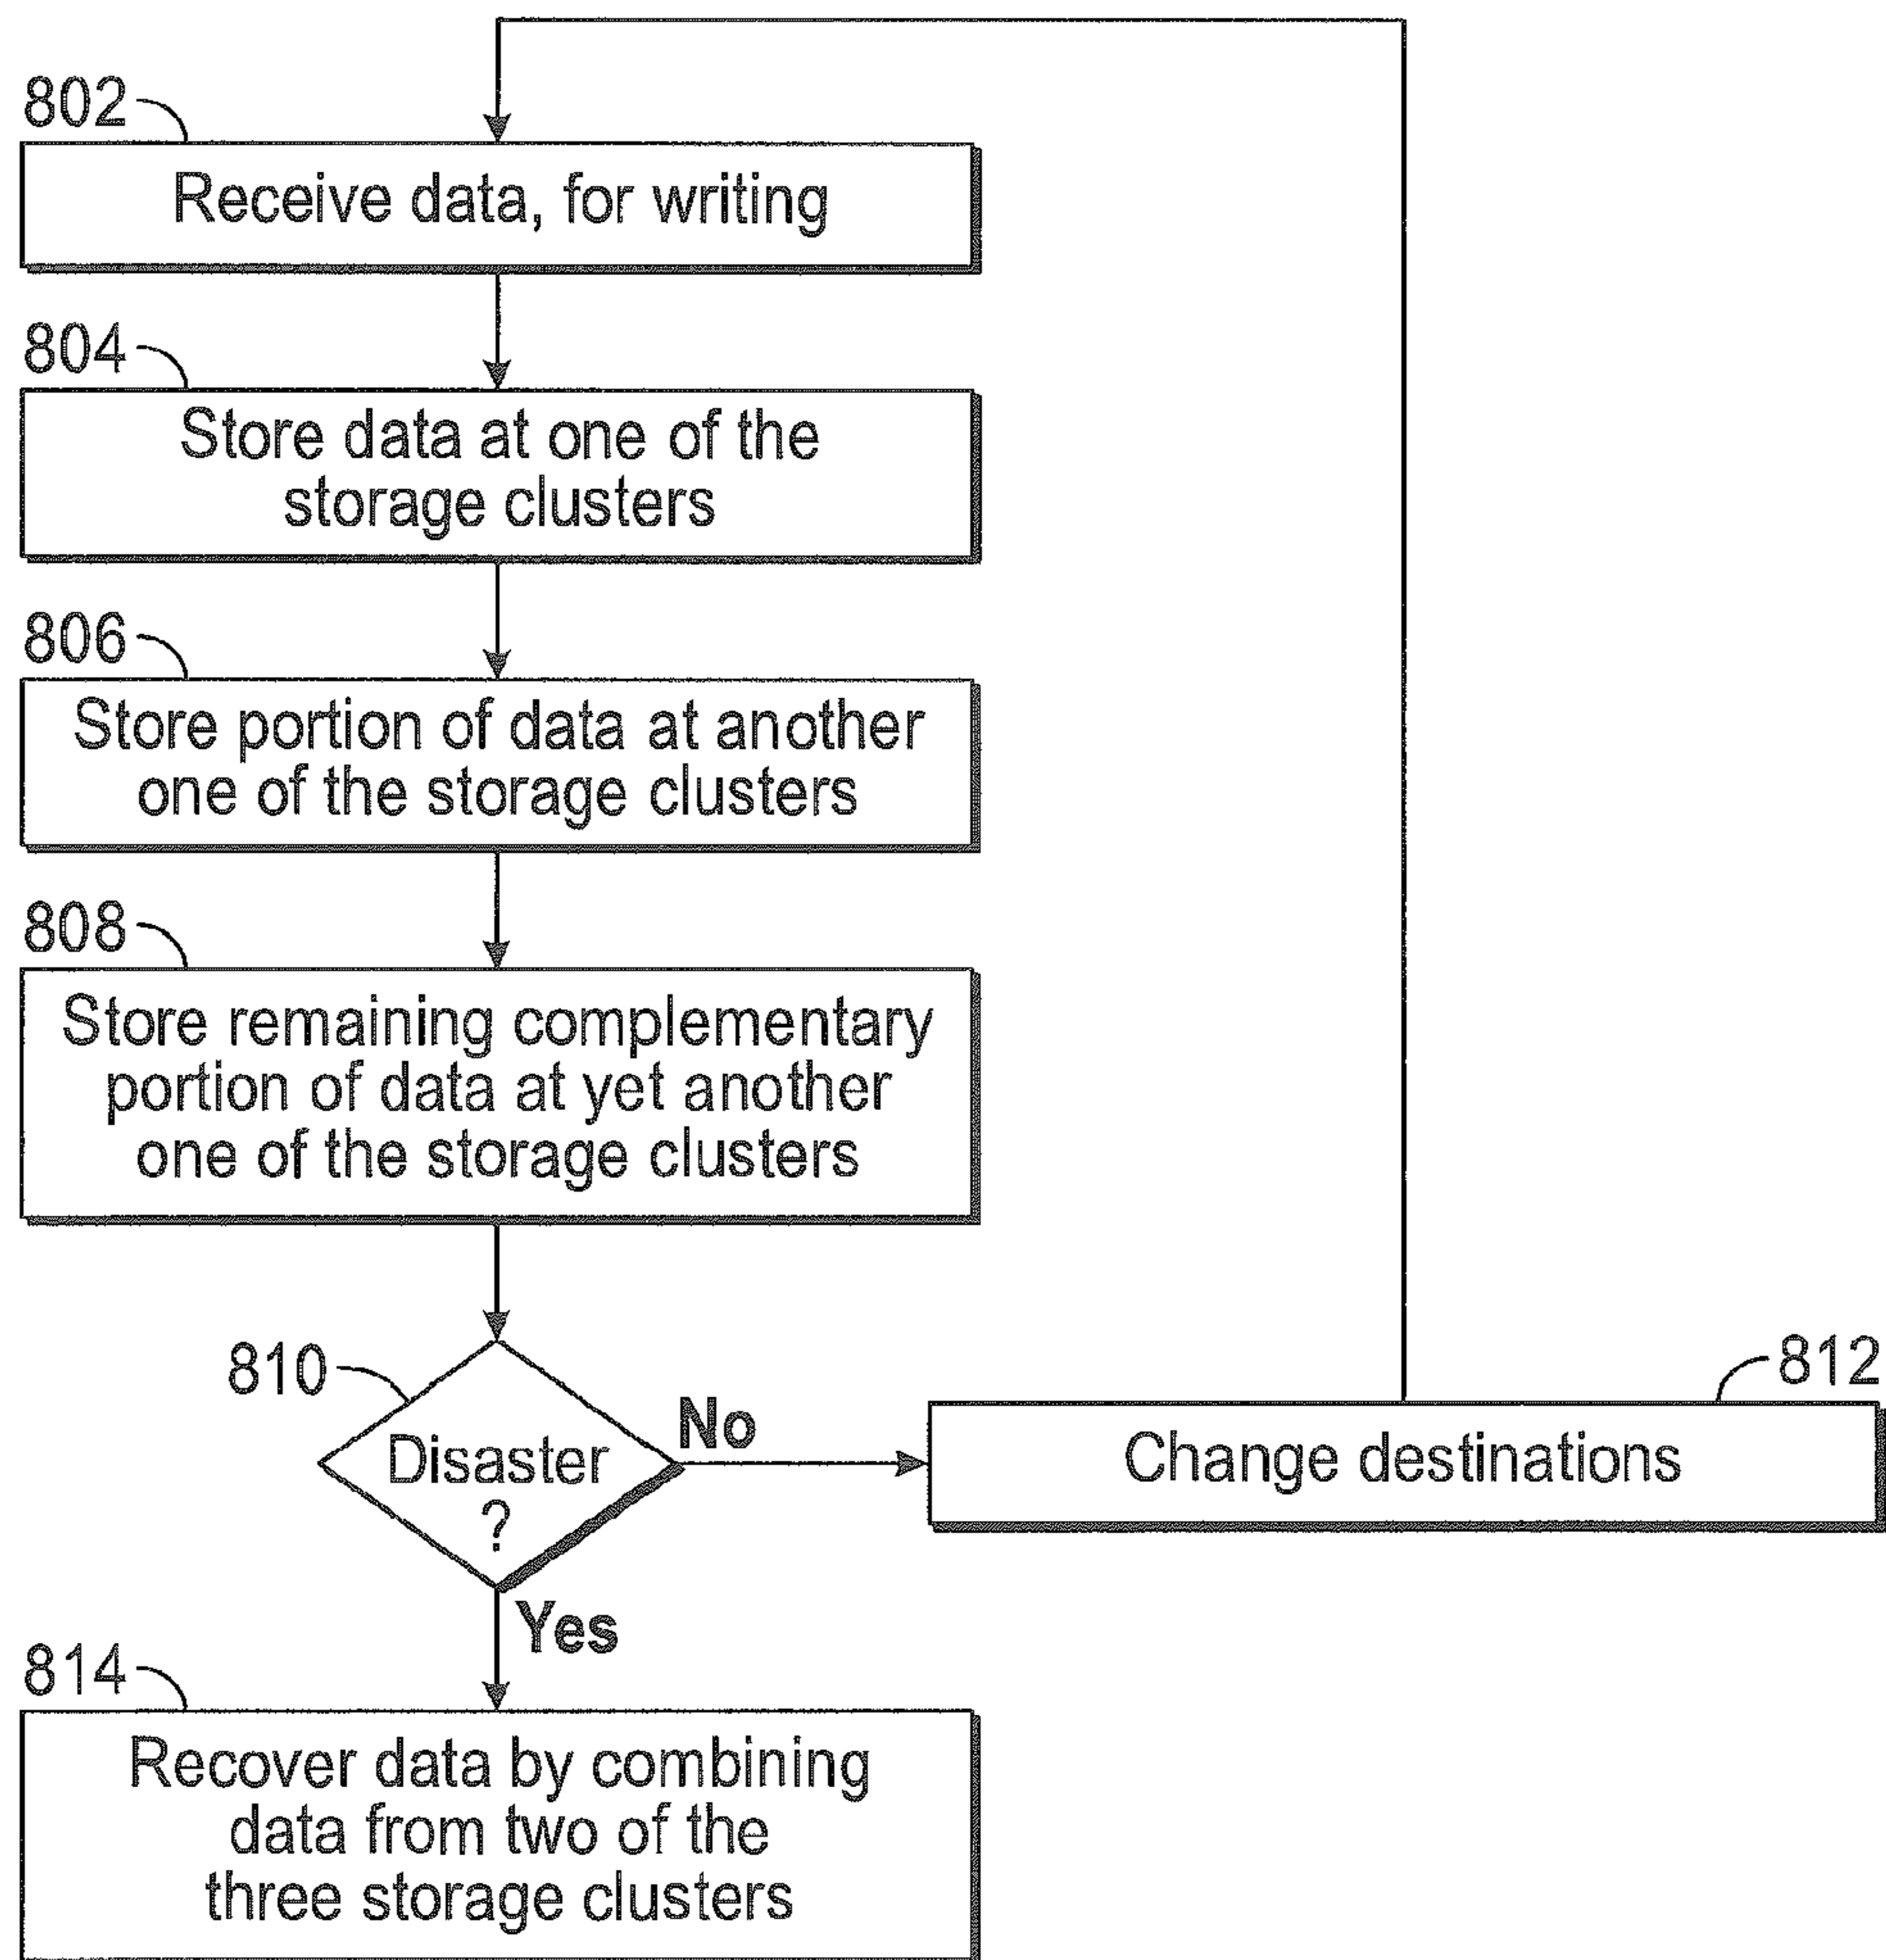 802
Receive data, for writing
804
Store data at one of the
storage clusters
806
Store portion of data at another
one of the storage clusters
808
Store remaining complementary
portion of data at yet another
one of the storage clusters
810
Disaster
?
No
812
Change destinations
Yes
814
Recover data by combining
data from two of the
three storage clusters